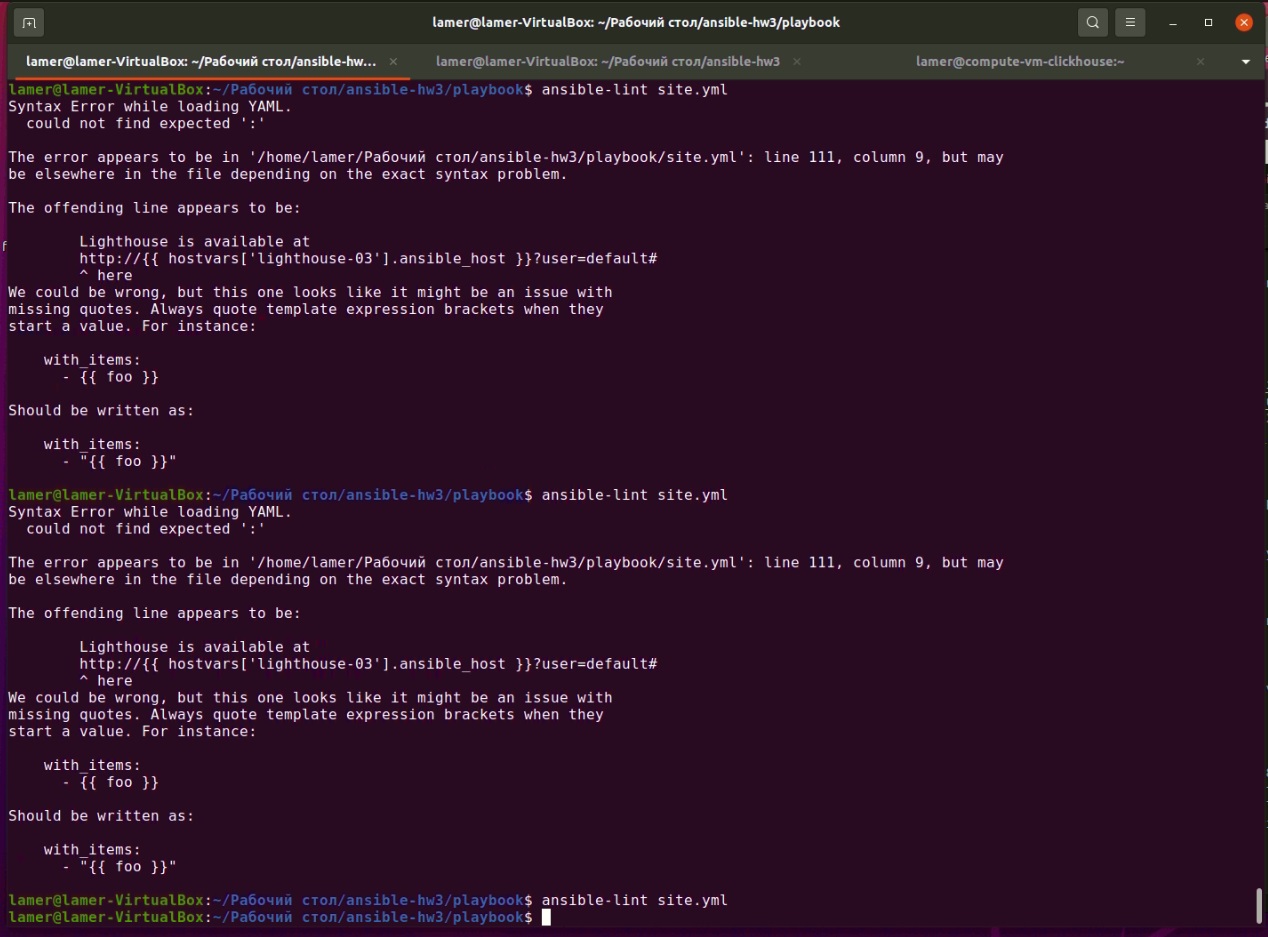 lamer@lamer-VirtualBox: ~/Рабочий стол/ansible-hw3/playbook
lamer@lamer-VirtualBox: ~/Рабочий стол/ansible-hw... lamer@lamer-VirtualBox: ~/Рабочий стол/ansible-hw3 lamer@compute-vm-clickhouse:~
lamer@lamer-VirtualBox:~/Рабочий стол/ansible-hw3/playbook$ ansible-lint site.yml
Syntax Error while loading YAML.
  could not find expected ':'

The error appears to be in '/home/lamer/Рабочий стол/ansible-hw3/playbook/site.yml': line 111, column 9, but may
be elsewhere in the file depending on the exact syntax problem.

The offending line appears to be:

        Lighthouse is available at
        http://{{ hostvars['lighthouse-03'].ansible_host }}?user=default#
        ^ here
We could be wrong, but this one looks like it might be an issue with
missing quotes. Always quote template expression brackets when they
start a value. For instance:

    with_items:
      - {{ foo }}

Should be written as:

    with_items:
      - "{{ foo }}"

lamer@lamer-VirtualBox:~/Рабочий стол/ansible-hw3/playbook$ ansible-lint site.yml
Syntax Error while loading YAML.
  could not find expected ':'

The error appears to be in '/home/lamer/Рабочий стол/ansible-hw3/playbook/site.yml': line 111, column 9, but may
be elsewhere in the file depending on the exact syntax problem.

The offending line appears to be:

        Lighthouse is available at
        http://{{ hostvars['lighthouse-03'].ansible_host }}?user=default#
        ^ here
We could be wrong, but this one looks like it might be an issue with
missing quotes. Always quote template expression brackets when they
start a value. For instance:

    with_items:
      - {{ foo }}

Should be written as:

    with_items:
      - "{{ foo }}"

lamer@lamer-VirtualBox:~/Рабочий стол/ansible-hw3/playbook$ ansible-lint site.yml
lamer@lamer-VirtualBox:~/Рабочий стол/ansible-hw3/playbook$